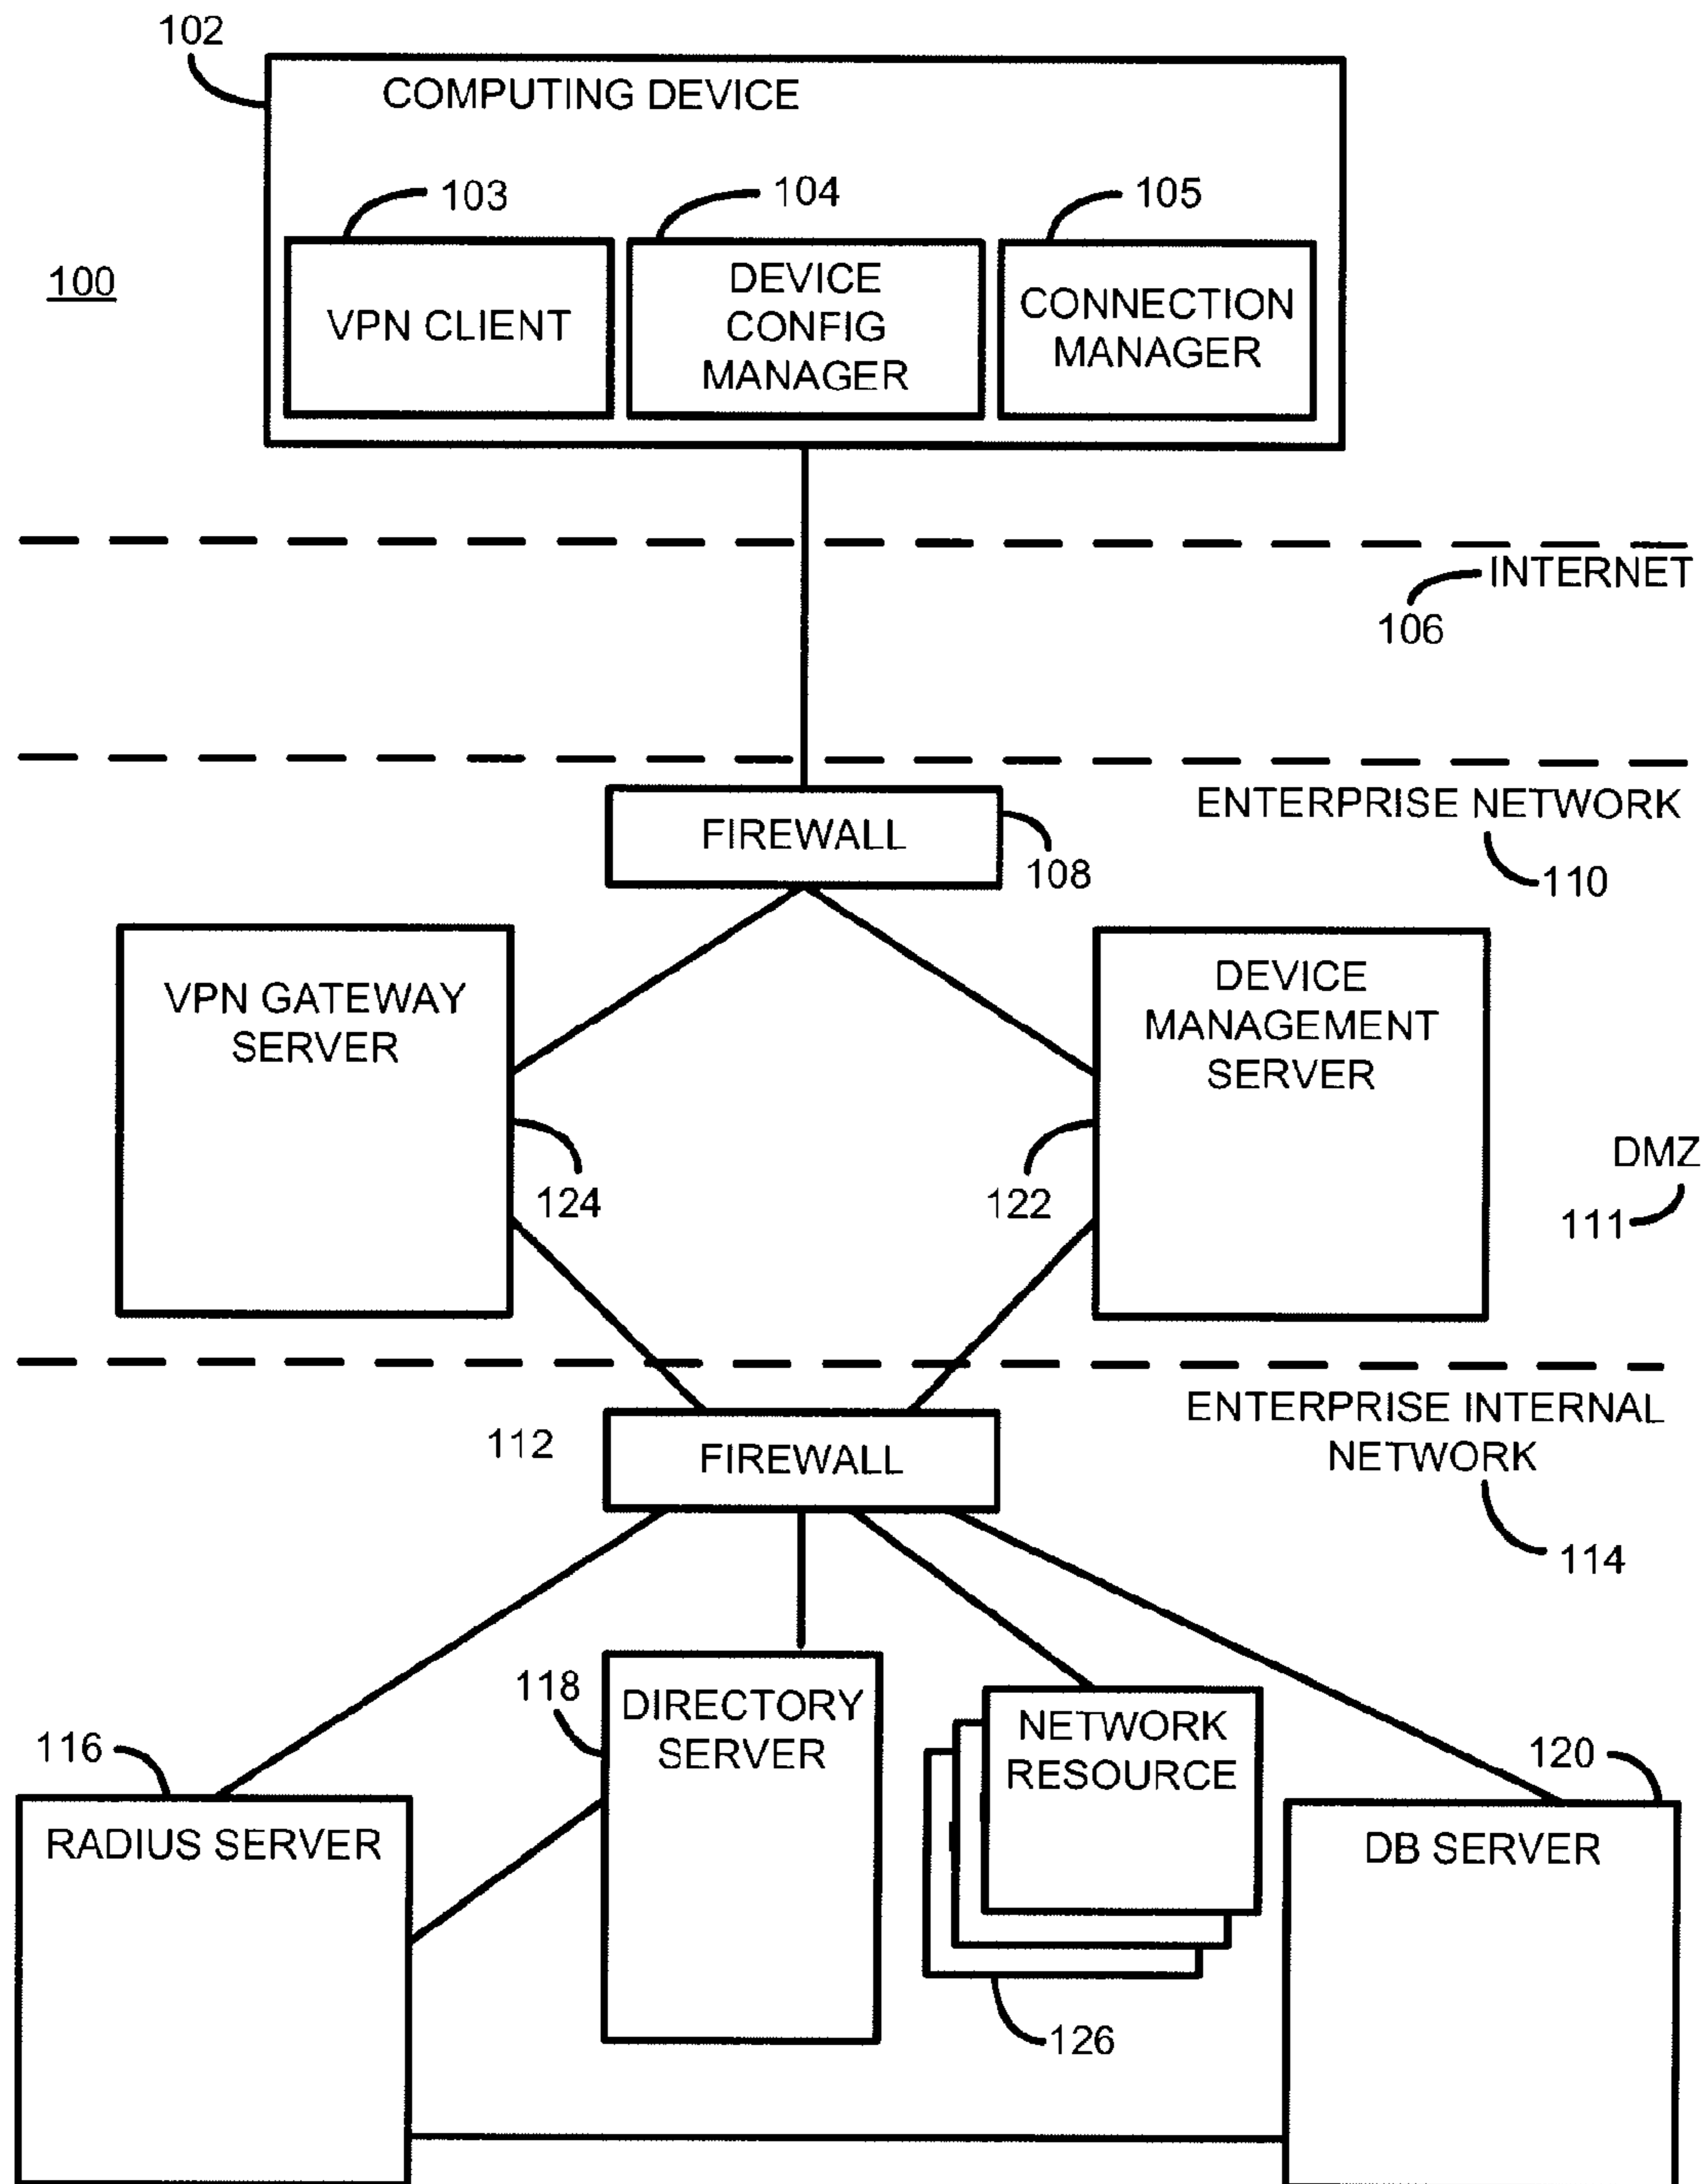 102
COMPUTING DEVICE
103
104
105
100
VPN CLIENT
DEVICE
CONFIG
MANAGER
CONNECTION
MANAGER
INTERNET
106
ENTERPRISE NETWORK
110
FIREWALL
108
VPN GATEWAY
SERVER
DEVICE
MANAGEMENT
SERVER
124
122
DMZ
111
ENTERPRISE INTERNAL
NETWORK
114
112
FIREWALL
118
DIRECTORY
SERVER
NETWORK
RESOURCE
126
116
RADIUS SERVER
120
DB SERVER